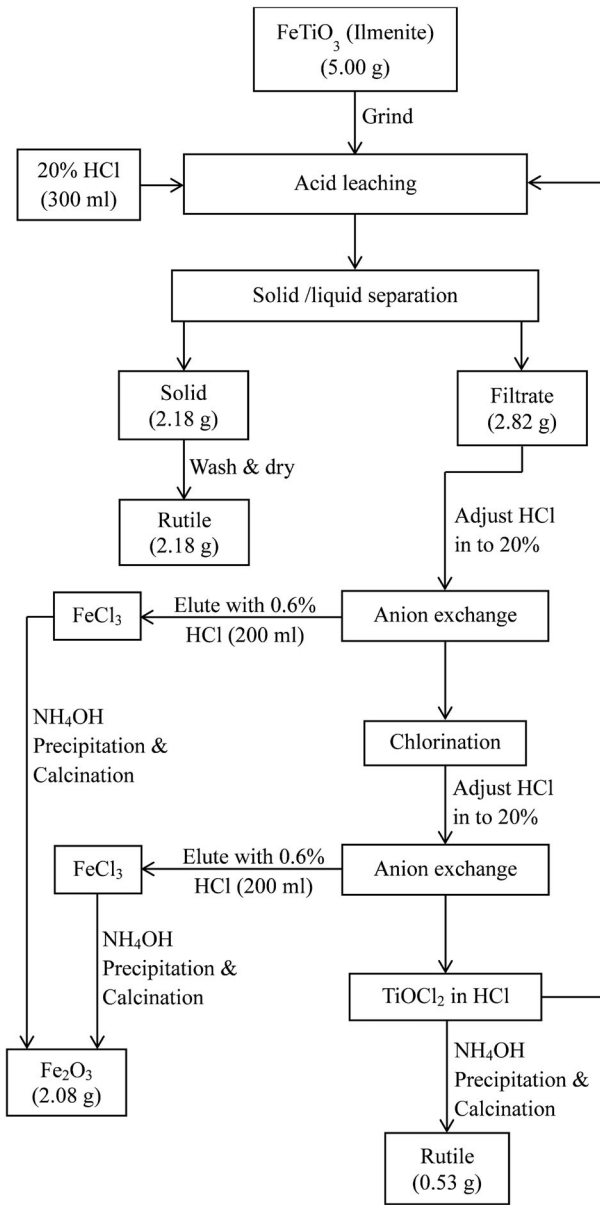 FeTiO₃ (Ilmenite)
(5.00 g)
Grind
20% HCl
(300 ml)
Acid leaching
Solid /liquid separation
Solid
(2.18 g)
Filtrate
(2.82 g)
Wash & dry
Rutile
(2.18 g)
Adjust HCl
in to 20%
FeCl₃
Elute with 0.6%
HCl (200 ml)
Anion exchange
NH₄OH
Precipitation &
Calcination
Chlorination
Adjust HCl
in to 20%
FeCl₃
Elute with 0.6%
HCl (200 ml)
Anion exchange
NH₄OH
Precipitation &
Calcination
TiOCl₂ in HCl
NH₄OH
Precipitation &
Calcination
Fe₂O₃
(2.08 g)
Rutile
(0.53 g)